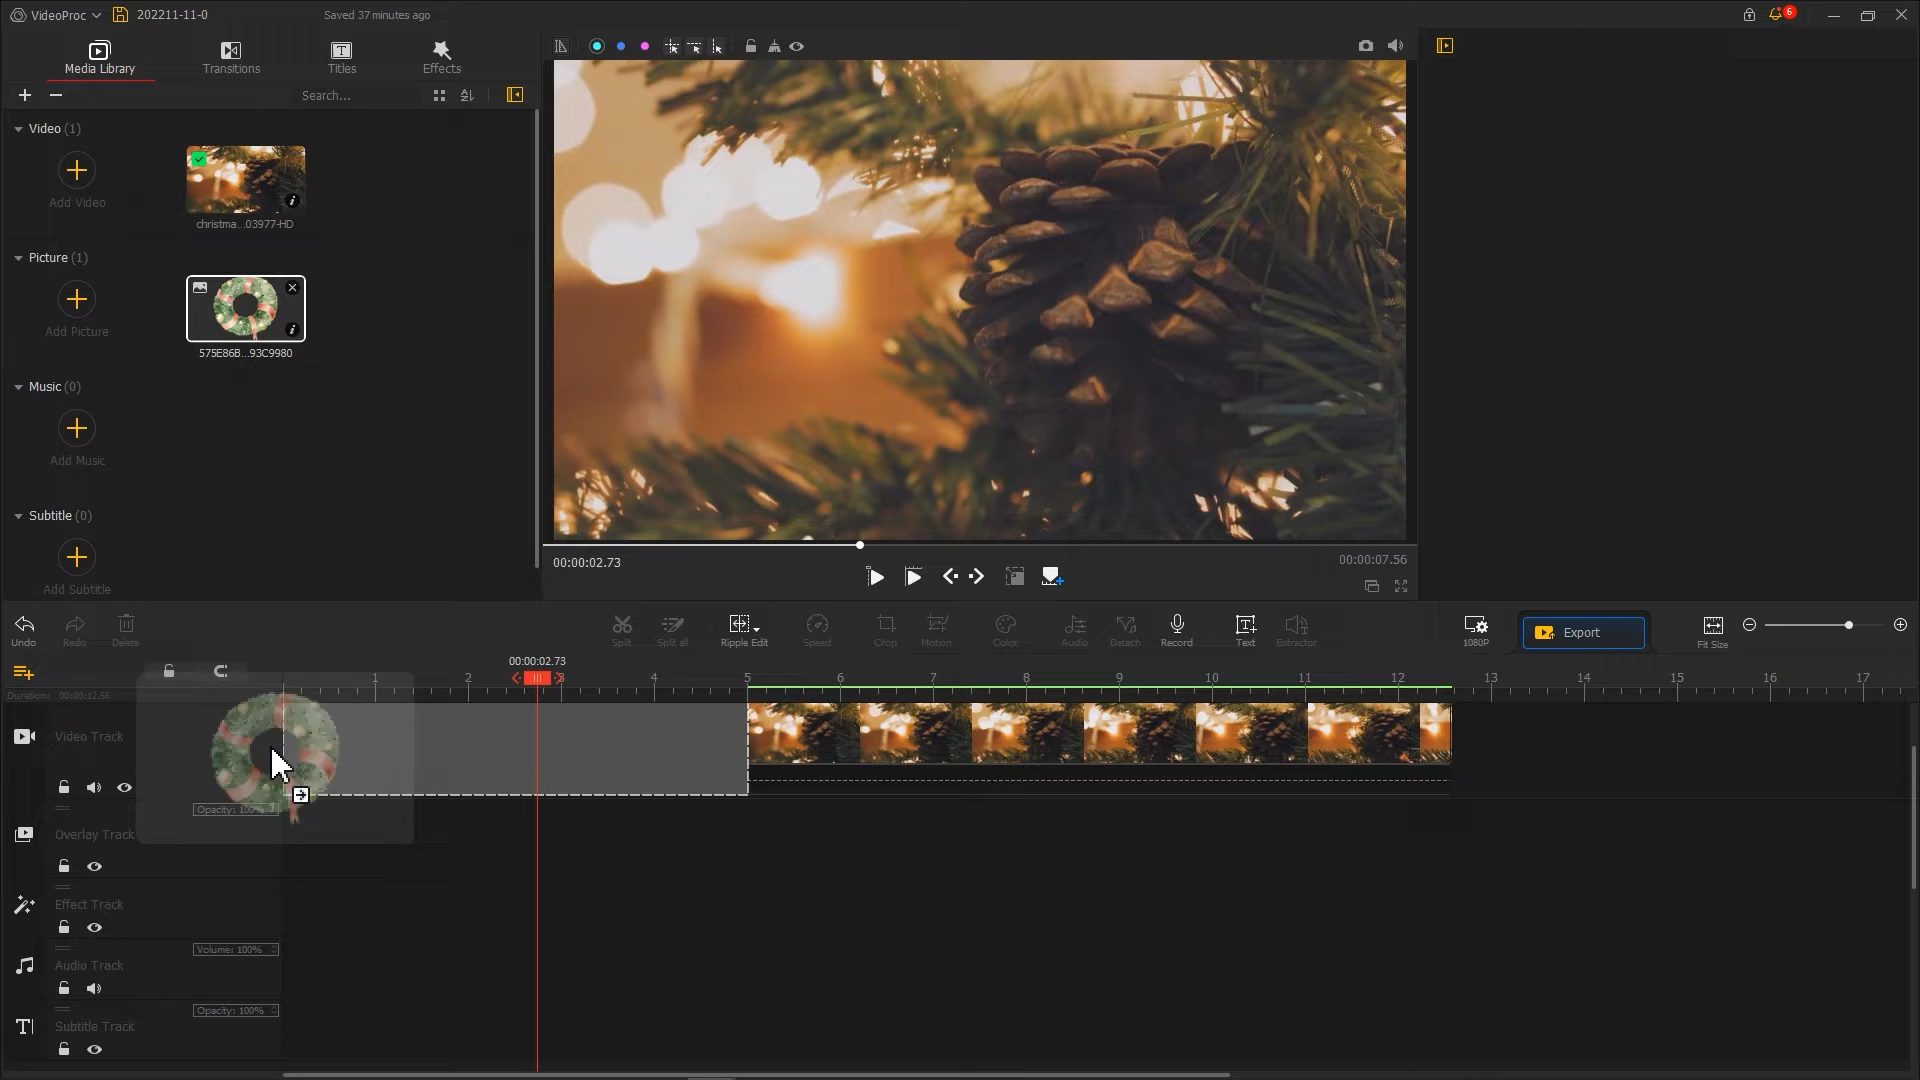 VideoProc
202211-11-0
Saved 37 minutes ago
6
Media Library
Transitions
Titles
Effects
Search...
Video (1)
Add Video
christma...03977-HD
Picture (1)
Add Picture
575E86B...93C9980
Music (0)
Add Music
Subtitle (0)
Add Subtitle
00:00:02.73
00:00:07.56
Undo
Redo
Delete
Split
Split all
Ripple Edit
Speed
Crop
Motion
Color
Audio
Detach
Record
Text
Extractor
1080P
Export
Fit Size
00:00:02.73
1 2 3 4 5 6 7 8 9 10 11 12 13 14 15 16 17
Duration: 00:00:12.56
Video Track
Opacity: 100%
Overlay Track
Effect Track
Volume: 100%
Audio Track
Opacity: 100%
Subtitle Track